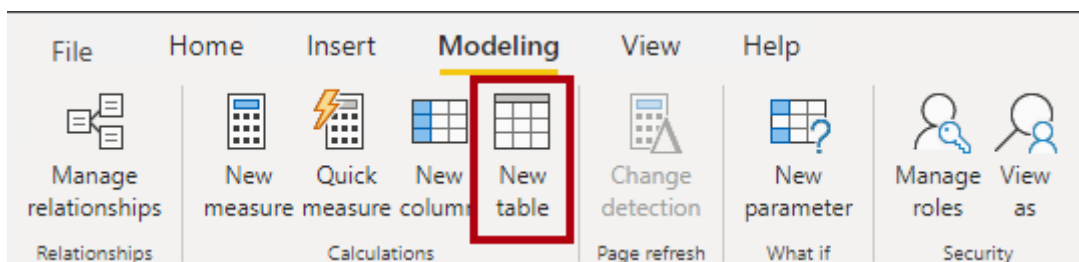 File Home Insert Modeling View Help
Manage New Quick New New Change New Manage View
relationships measure measure column table detection parameter roles as
Relationships Calculations Page refresh What if Security